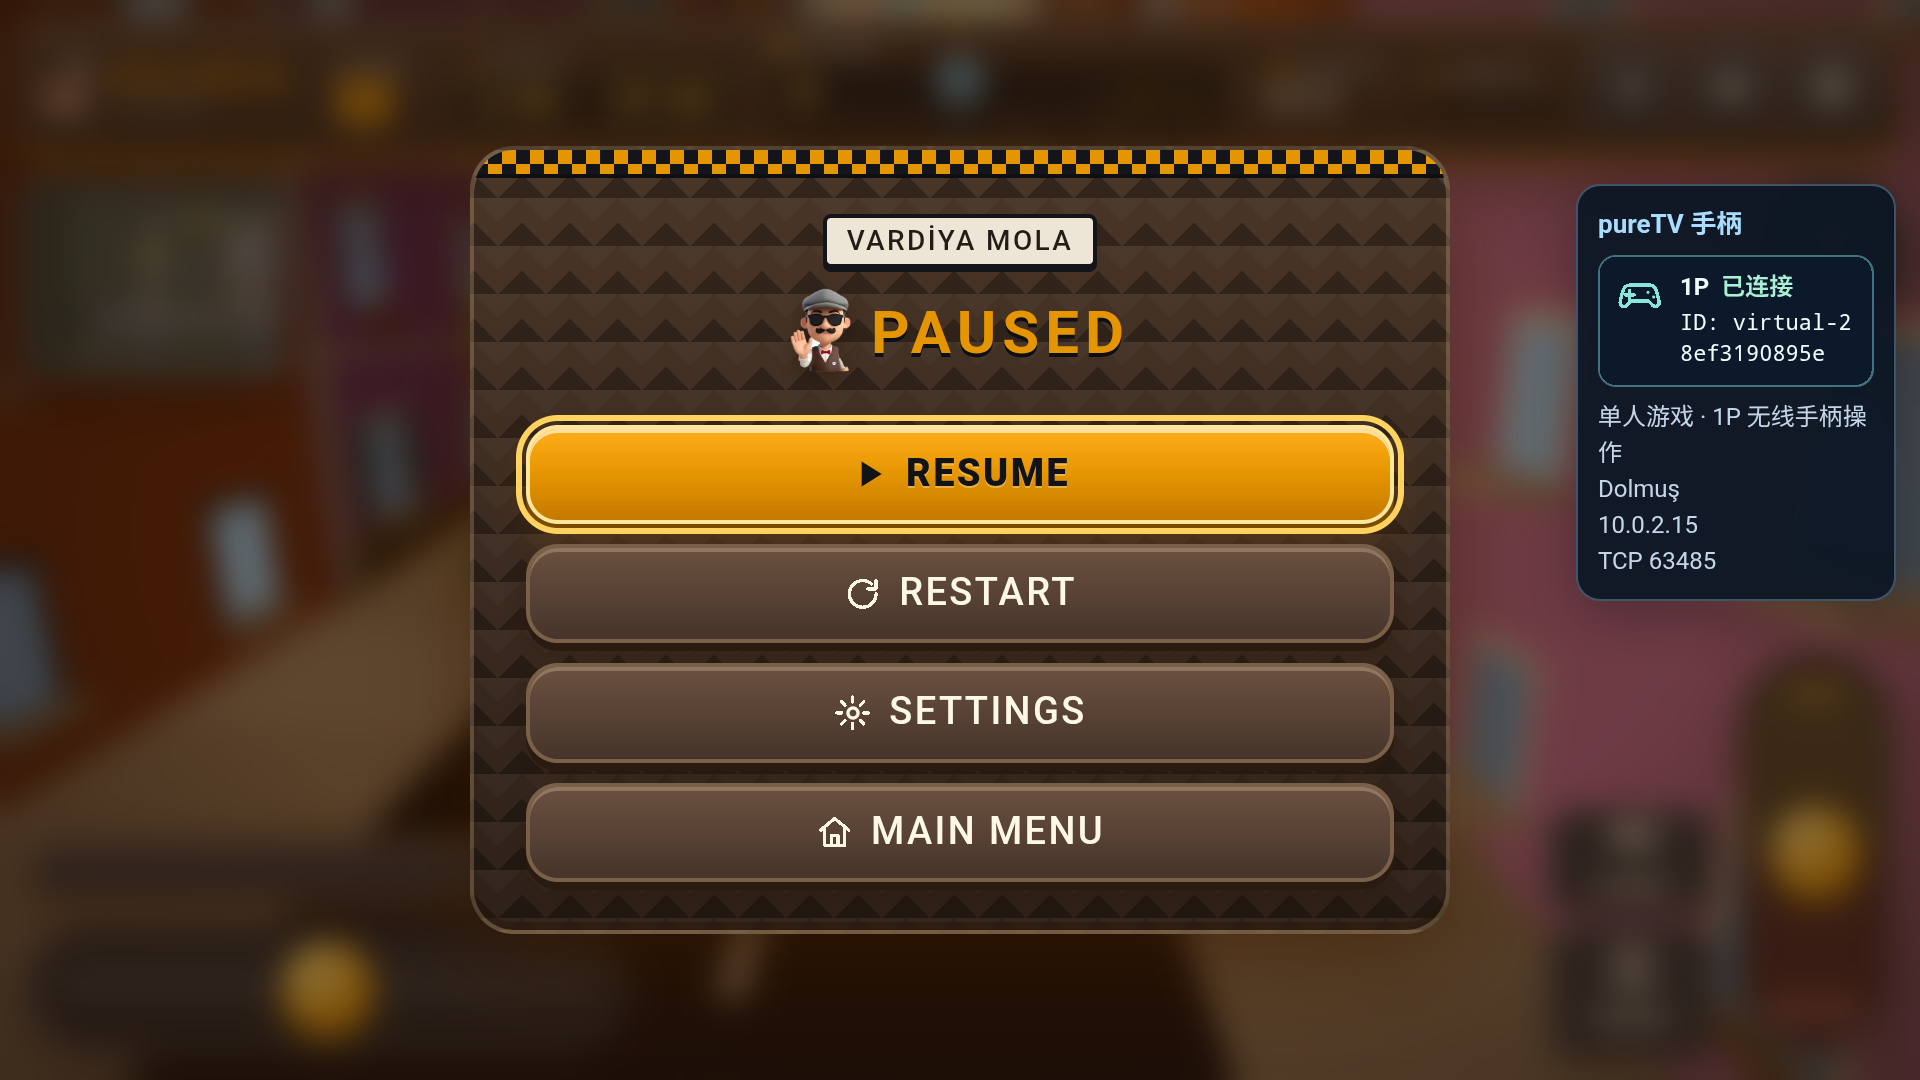 VARDİYA MOLA
PAUSED
RESUME
RESTART
SETTINGS
MAIN MENU
pureTV 手柄
1P 已连接
ID: virtual-2
8ef3190895e
单人游戏 · 1P 无线手柄操
作
Dolmuş
10.0.2.15
TCP 63485